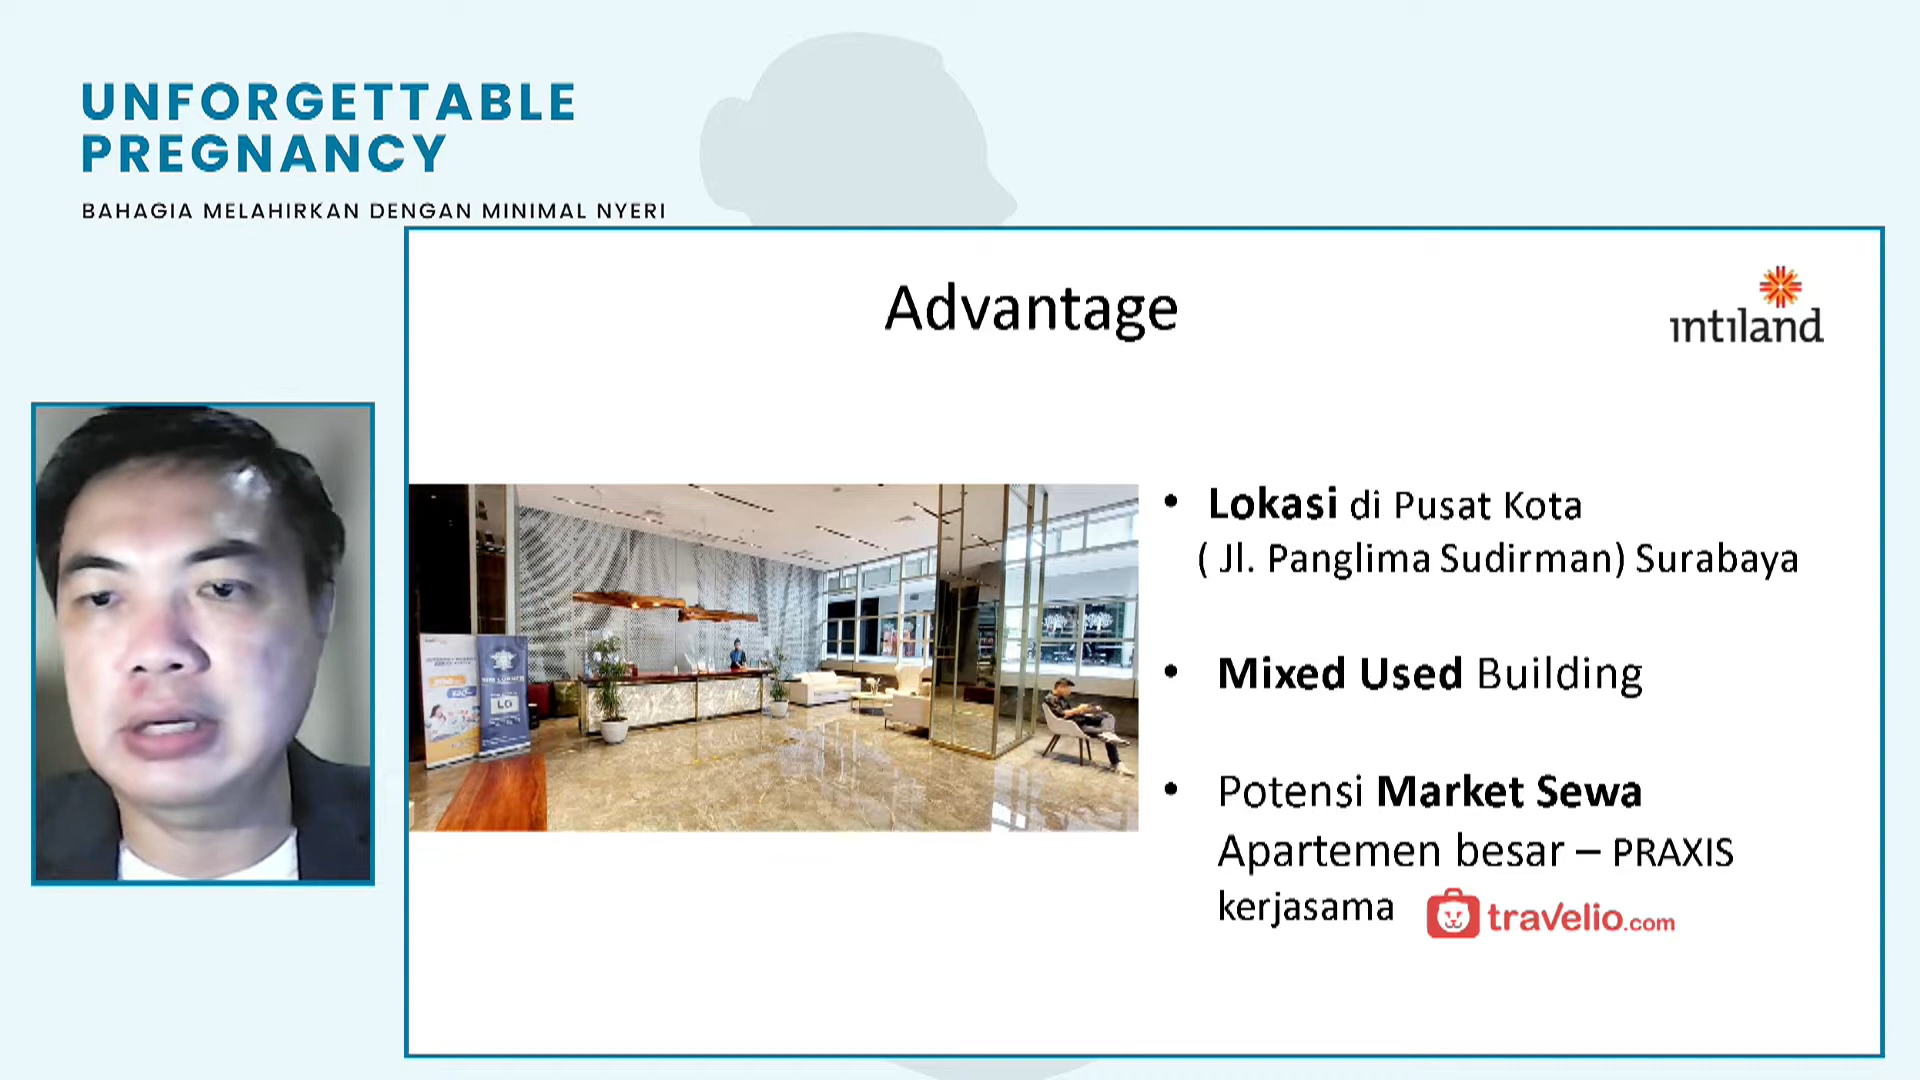 UNFORGETTABLE
PREGNANCY
BAHAGIA MELAHIRKAN DENGAN MINIMAL NYERI
Advantage
intiland
• Lokasi di Pusat Kota
( Jl. Panglima Sudirman) Surabaya
• Mixed Used Building
• Potensi Market Sewa
Apartemen besar – PRAXIS
kerjasama travelio.com
LG